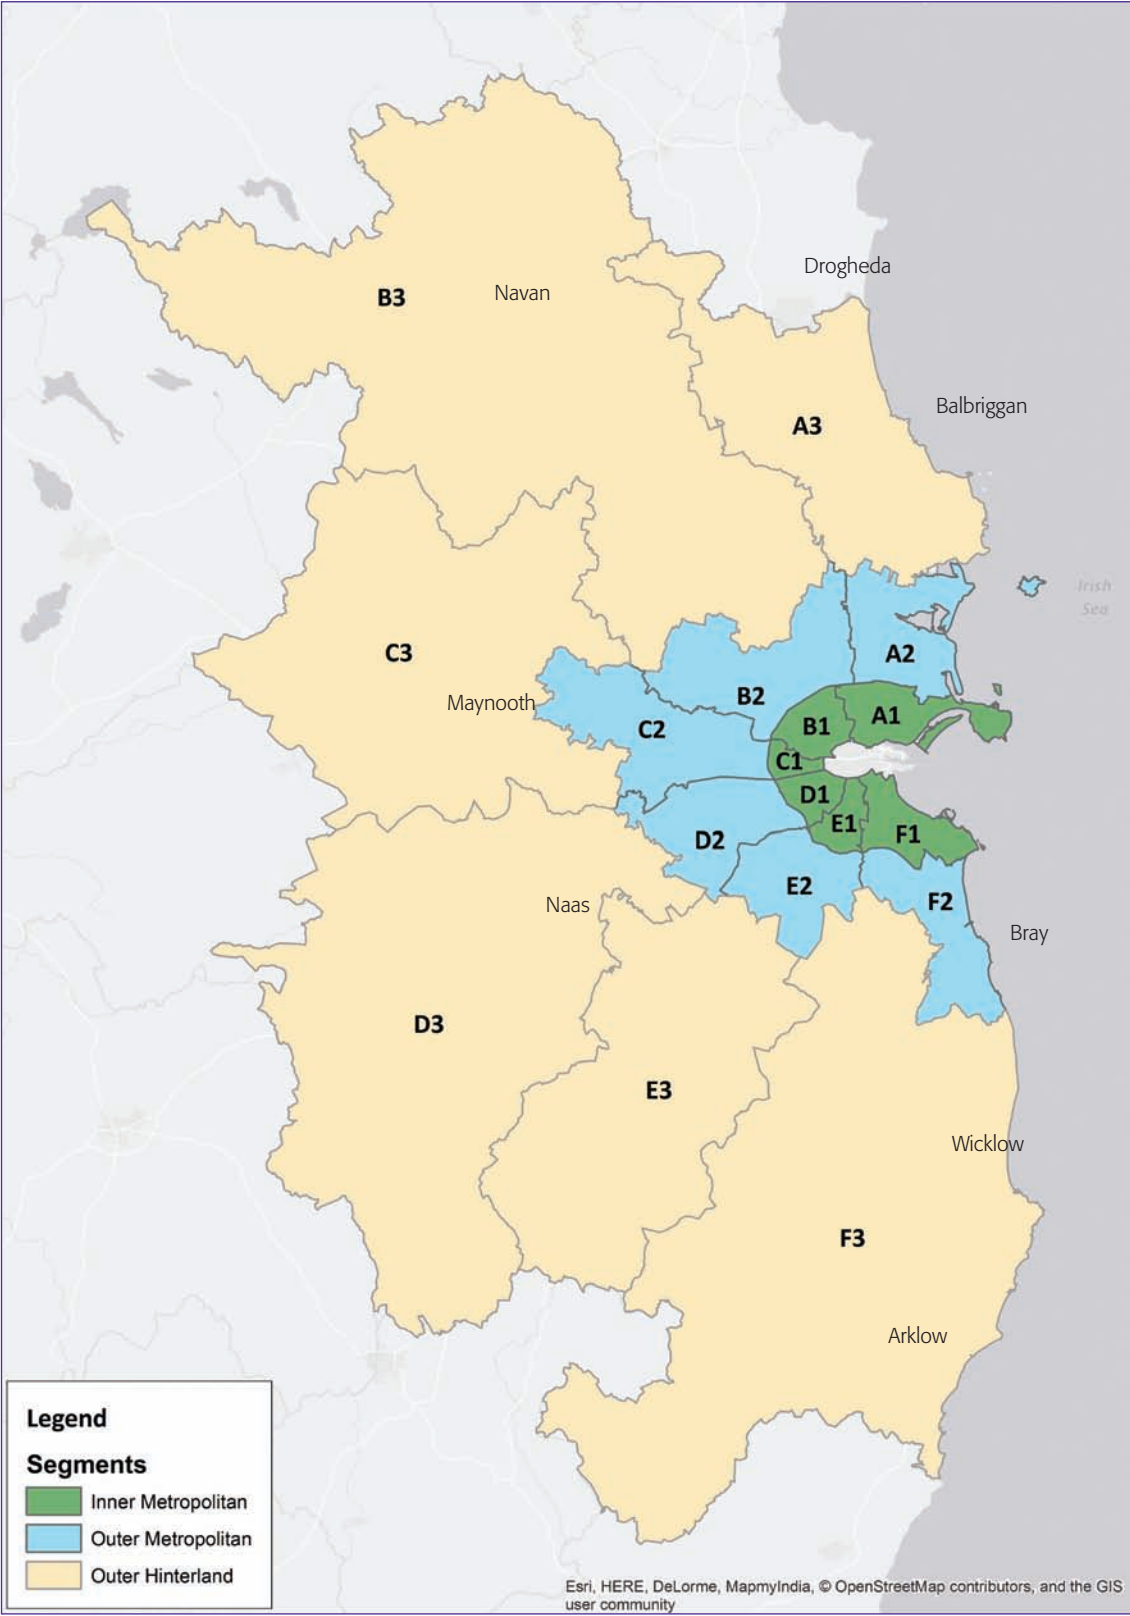 Drogheda
Navan
B3
Balbriggan
A3
Irish
Sea
C3
A2
Maynooth
B2
A1
C2
B1
C1
D1
E1
F1
D2
E2
F2
Naas
Bray
D3
E3
Wicklow
F3
Arklow
Legend
Segments
Inner Metropolitan
Outer Metropolitan
Outer Hinterland
Esri, HERE, DeLorme, MapmyIndia, © OpenStreetMap contributors, and the GIS
user community